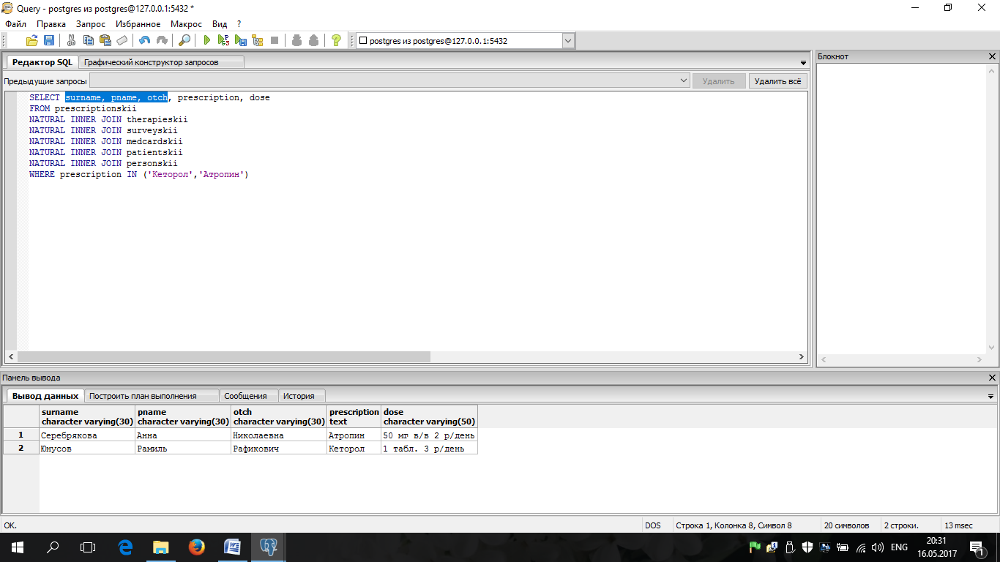 Query - postgres из postgres@127.0.0.1:5432 *
Файл Правка Запрос Избранное Макрос Вид ?
postgres из postgres@127.0.0.1:5432
Редактор SQL Графический конструктор запросов
Блокнот
Предыдущие запросы Удалить Удалить всё
SELECT surname, pname, otch, prescription, dose
FROM prescriptionskii
NATURAL INNER JOIN therapieskii
NATURAL INNER JOIN surveyskii
NATURAL INNER JOIN medcardskii
NATURAL INNER JOIN patientskii
NATURAL INNER JOIN personskii
WHERE prescription IN ('Кеторол','Атропин')
Панель вывода
Вывод данных Построить план выполнения Сообщения История
surname pname otch prescription dose
character varying(30) character varying(30) character varying(30) text character varying(50)
1 Серебрякова Анна Николаевна Атропин 50 мг в/в 2 р/день
2 Юнусов Рамиль Рафикович Кеторол 1 табл. 3 р/день
OK. DOS Строка 1, Колонка 8, Символ 8 20 символов 2 строки. 13 msec
ENG 20:31
16.05.2017 1